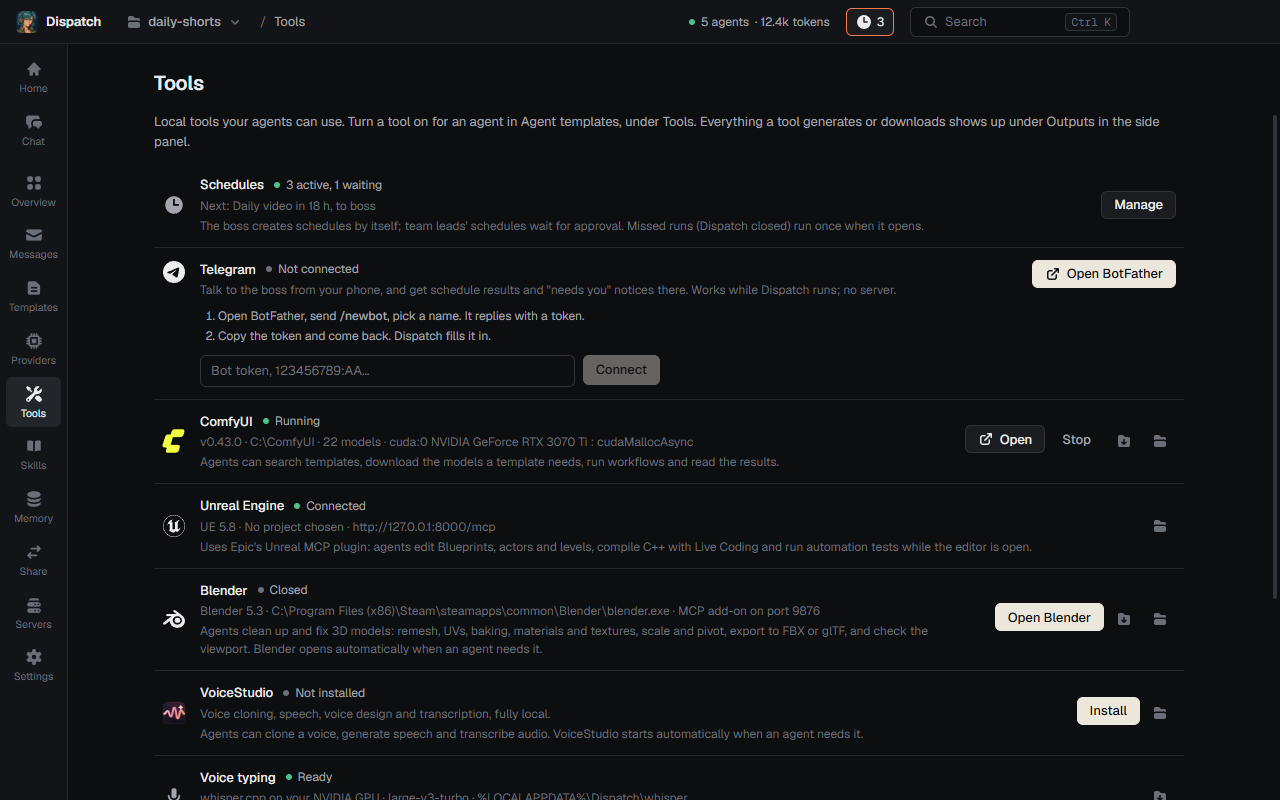 Dispatch
daily-shorts
/ Tools
5 agents · 12.4k tokens
3
Search
Ctrl K
Home
Chat
Overview
Messages
Templates
Providers
Tools
Skills
Memory
Share
Servers
Settings
Tools
Local tools your agents can use. Turn a tool on for an agent in Agent templates, under Tools. Everything a tool generates or downloads shows up under Outputs in the side
panel.
Schedules
3 active, 1 waiting
Next: Daily video in 18 h, to boss
The boss creates schedules by itself; team leads' schedules wait for approval. Missed runs (Dispatch closed) run once when it opens.
Manage
Telegram
Not connected
Talk to the boss from your phone, and get schedule results and "needs you" notices there. Works while Dispatch runs; no server.
Open BotFather
1. Open BotFather, send /newbot, pick a name. It replies with a token.
2. Copy the token and come back. Dispatch fills it in.
Bot token, 123456789:AA...
Connect
ComfyUI
Running
v0.43.0 · C:\ComfyUI · 22 models · cuda:0 NVIDIA GeForce RTX 3070 Ti : cudaMallocAsync
Agents can search templates, download the models a template needs, run workflows and read the results.
Open
Stop
Unreal Engine
Connected
UE 5.8 · No project chosen · http://127.0.0.1:8000/mcp
Uses Epic's Unreal MCP plugin: agents edit Blueprints, actors and levels, compile C++ with Live Coding and run automation tests while the editor is open.
Blender
Closed
Blender 5.3 · C:\Program Files (x86)\Steam\steamapps\common\Blender\blender.exe · MCP add-on on port 9876
Agents clean up and fix 3D models: remesh, UVs, baking, materials and textures, scale and pivot, export to FBX or glTF, and check the
viewport. Blender opens automatically when an agent needs it.
Open Blender
VoiceStudio
Not installed
Voice cloning, speech, voice design and transcription, fully local.
Agents can clone a voice, generate speech and transcribe audio. VoiceStudio starts automatically when an agent needs it.
Install
Voice typing
Ready
whisper.cpp on your NVIDIA GPU · large-v3-turbo · %LOCALAPPDATA%\Dispatch\whisper